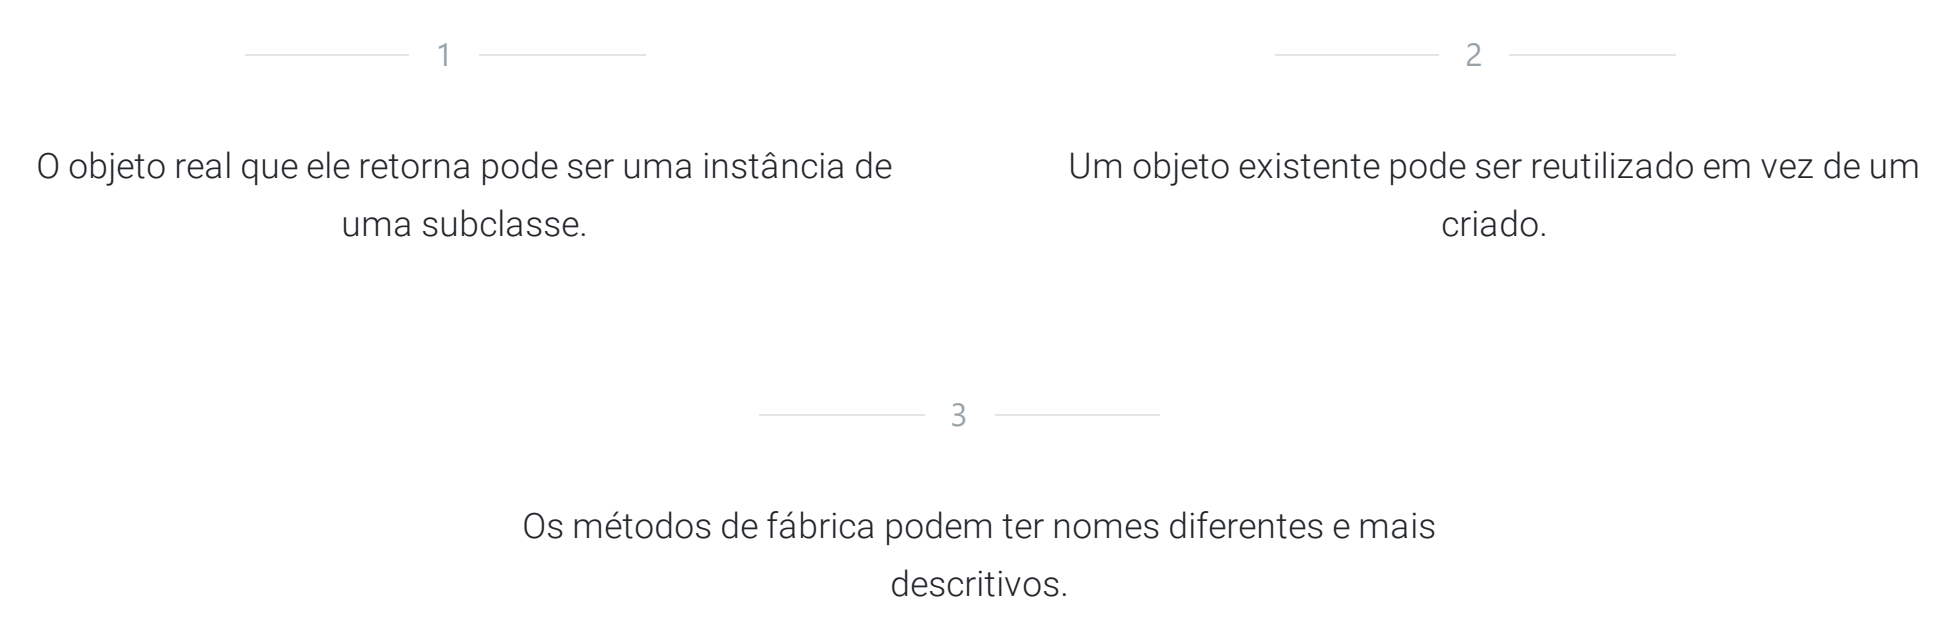 1
O objeto real que ele retorna pode ser uma instância de
uma subclasse.
2
Um objeto existente pode ser reutilizado em vez de um
criado.
3
Os métodos de fábrica podem ter nomes diferentes e mais
descritivos.